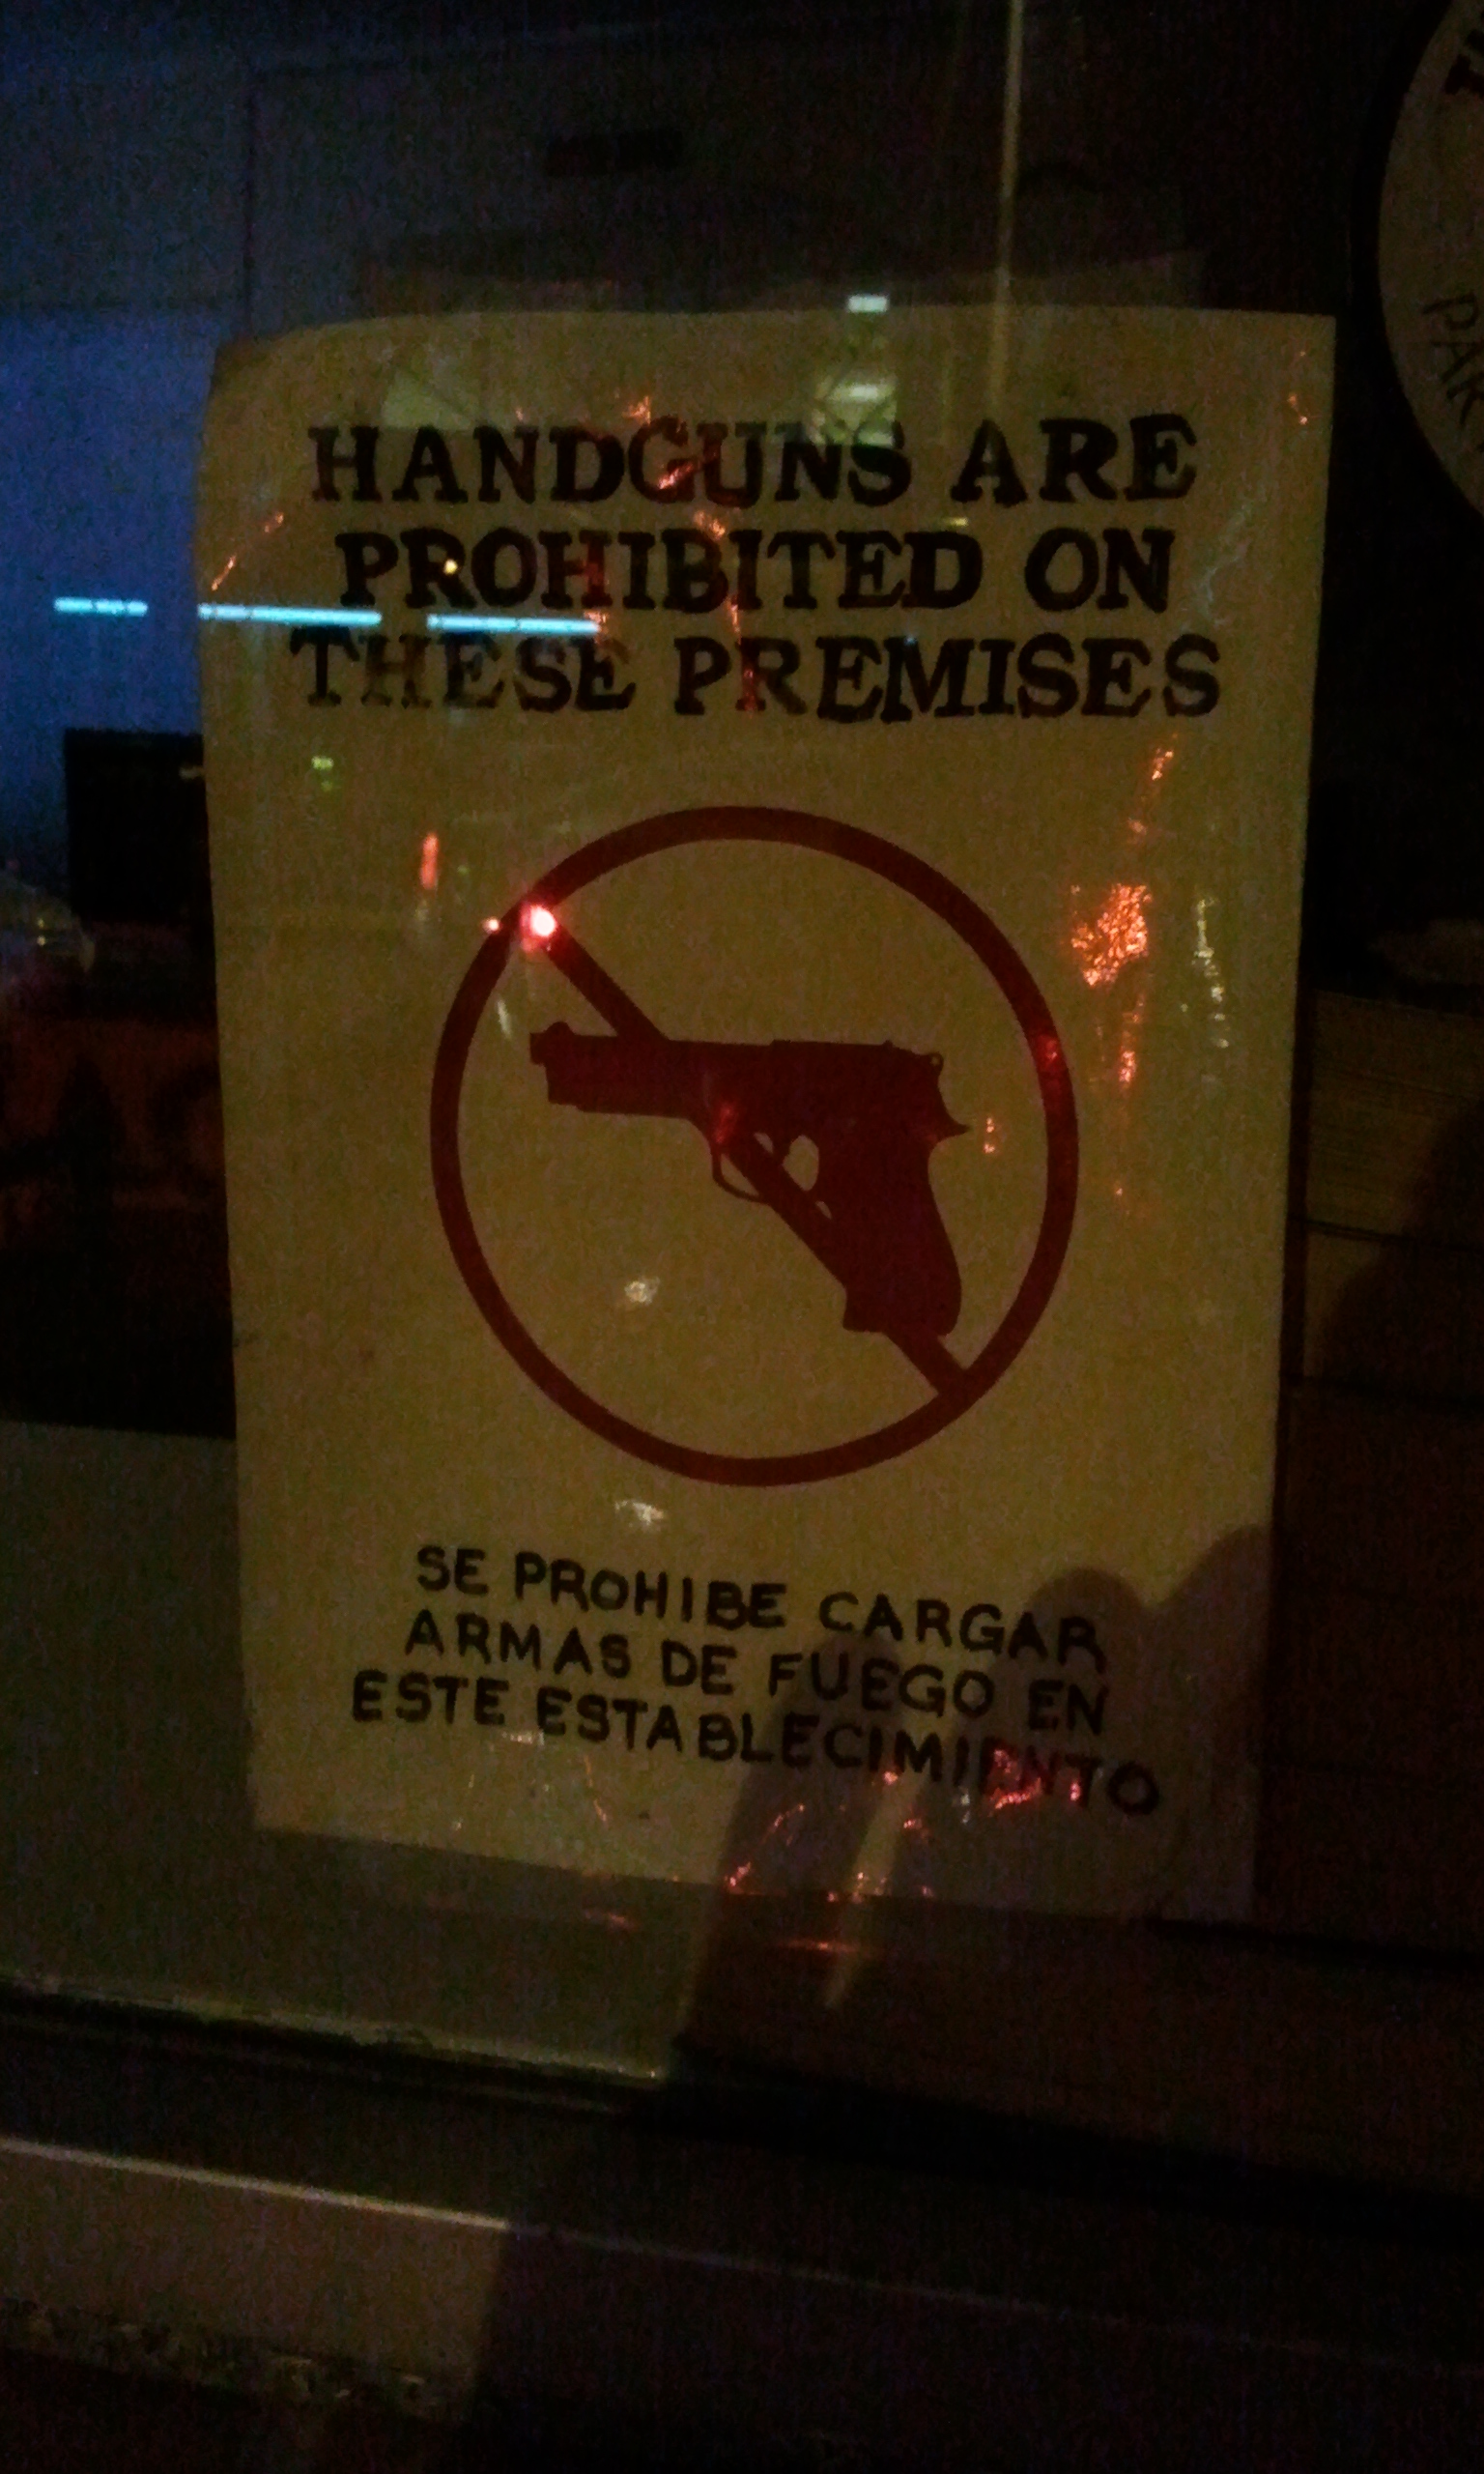 HANDGUNS ARE
PROHIBITED ON
THESE PREMISES
SE PROHIBE CARGAR
ARMAS DE FUEGO EN
ESTE ESTABLECIMIENTO